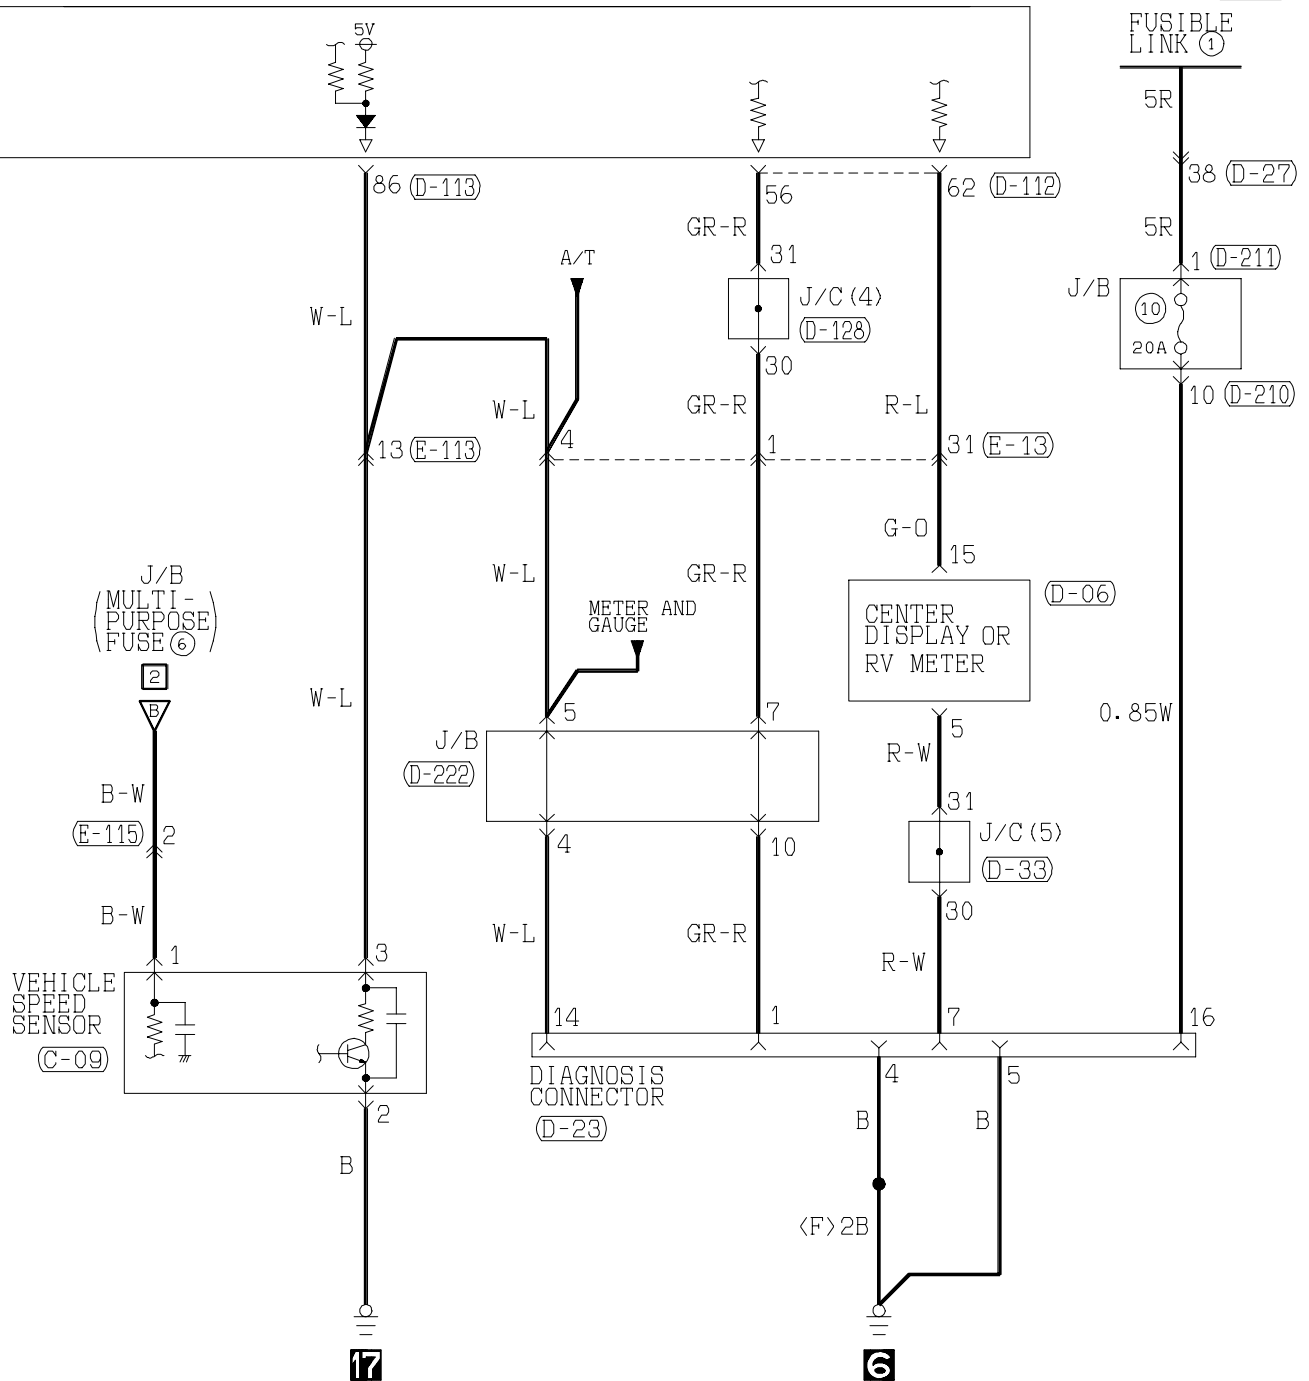 5V
FUSIBLE
LINK 1
5R
86 (D-113)
56
62 (D-112)
38 (D-27)
GR-R
5R
31
1 (D-211)
A/T
J/C(4)
(D-128)
J/B
10
20A
W-L
30
10 (D-210)
W-L
GR-R
R-L
13 (E-113)
4
1
31 (E-13)
G-O
15
J/B
(MULTI-
PURPOSE
FUSE 6)
2
B
W-L
GR-R
METER AND
GAUGE
CENTER
DISPLAY OR
RV METER
(D-06)
W-L
5
7
5
0.85W
J/B
(D-222)
R-W
B-W
31
(E-115) 2
4
10
J/C(5)
(D-33)
30
B-W
W-L
GR-R
R-W
1
3
VEHICLE
SPEED
SENSOR
(C-09)
14
1
7
16
DIAGNOSIS
CONNECTOR
(D-23)
4
5
2
B
B
B
<F>2B
17
6